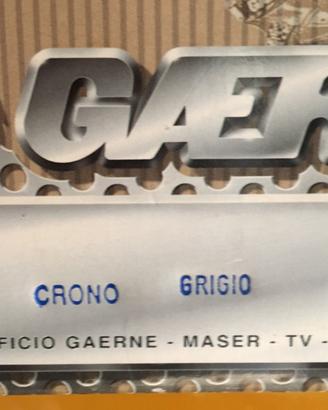 GAER
CRONO GRIGIO
FICIO GAERNE - MASER - TV -